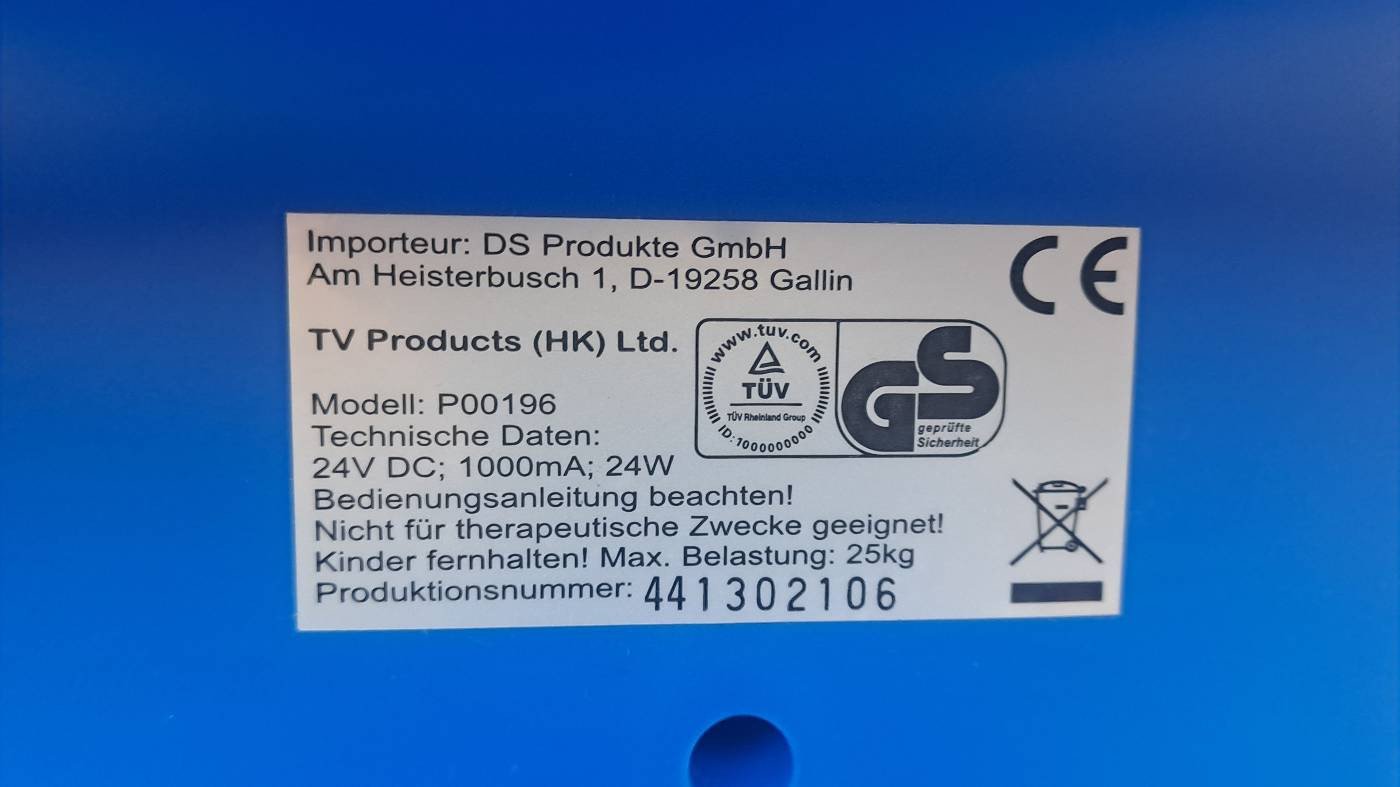 Importeur: DS Produkte GmbH
Am Heisterbusch 1, D-19258 Gallin
CE
TV Products (HK) Ltd.
www.tuv.com
TÜV
TÜV Rheinland Group
ID:1000000000
GS
geprüfte
Sicherheit
Modell: P00196
Technische Daten:
24V DC; 1000mA; 24W
Bedienungsanleitung beachten!
Nicht für therapeutische Zwecke geeignet!
Kinder fernhalten! Max. Belastung: 25kg
Produktionsnummer: 441302106